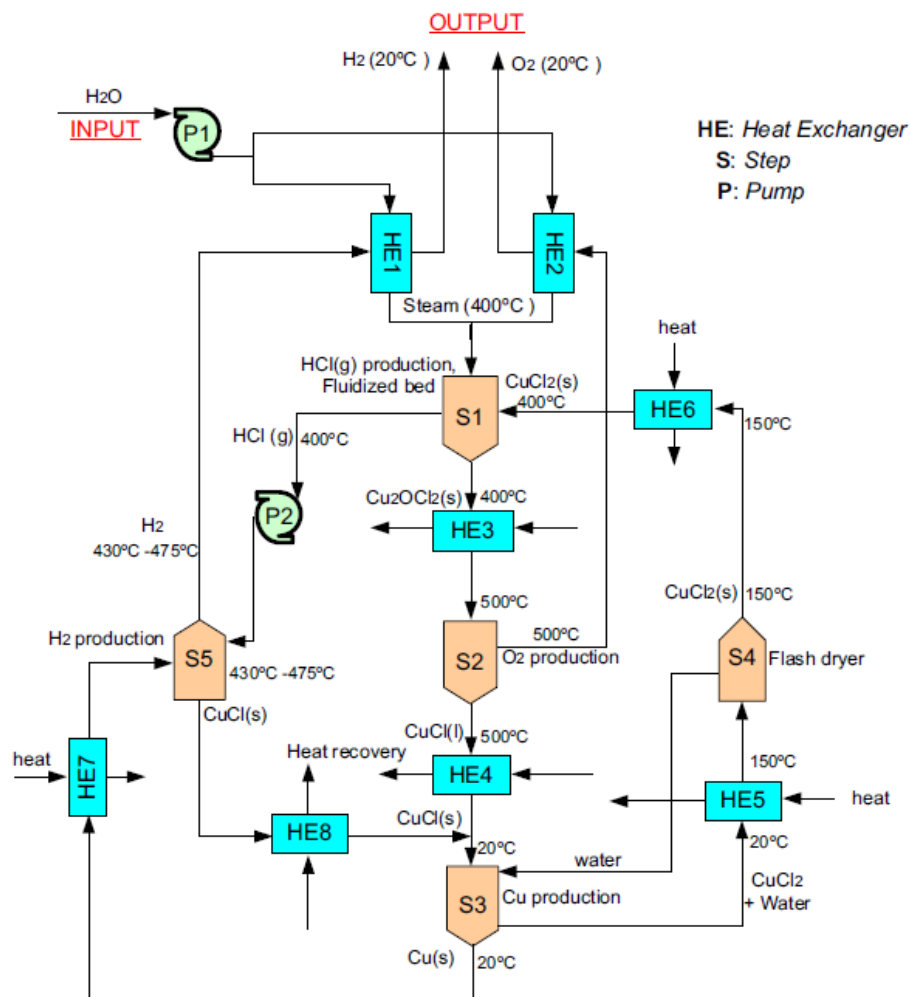 OUTPUT
H2 (20ºC )
O2 (20ºC )
H2O
INPUT
P1
HE: Heat Exchanger
S: Step
P: Pump
HE1
HE2
Steam (400ºC )
heat
HCl(g) production,
Fluidized bed
CuCl2(s)
400ºC
S1
HE6
150ºC
HCl (g)
400ºC
Cu2OCl2(s)
400ºC
P2
HE3
H2
430ºC -475ºC
500ºC
CuCl2(s)
150ºC
H2 production
S5
430ºC -475ºC
S2
500ºC
O2 production
S4
Flash dryer
CuCl(s)
CuCl(l)
500ºC
Heat recovery
150ºC
heat
HE7
HE4
HE5
heat
HE8
CuCl(s)
20ºC
20ºC
water
S3
Cu production
CuCl2
+ Water
Cu(s)
20ºC